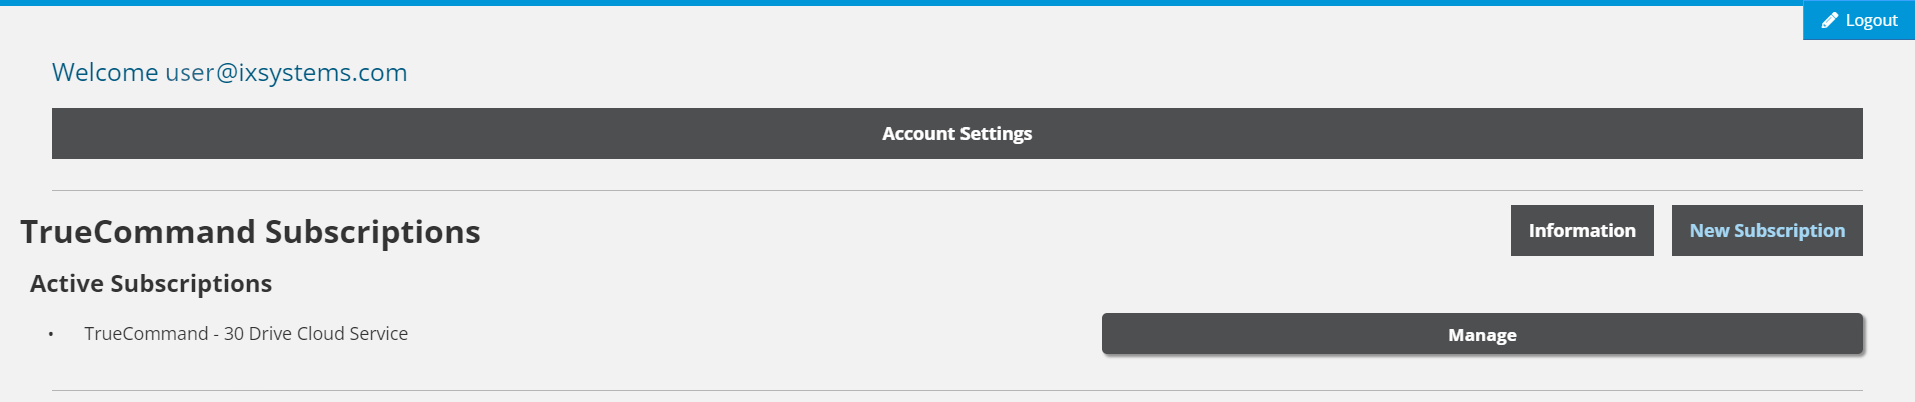 Logout
Welcome user@ixsystems.com
Account Settings
TrueCommand Subscriptions
Information
New Subscription
Active Subscriptions
• TrueCommand - 30 Drive Cloud Service
Manage